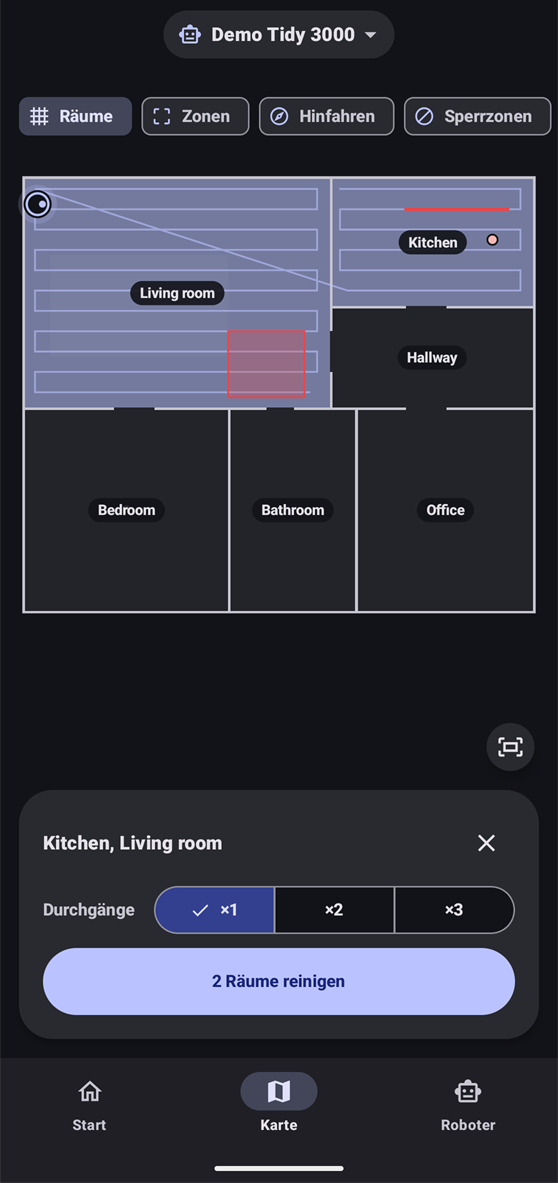 Demo Tidy 3000
Räume
Zonen
Hinfahren
Sperrzonen
Kitchen
Living room
Hallway
Bedroom
Bathroom
Office
Kitchen, Living room
Durchgänge
×1
×2
×3
2 Räume reinigen
Start
Karte
Roboter